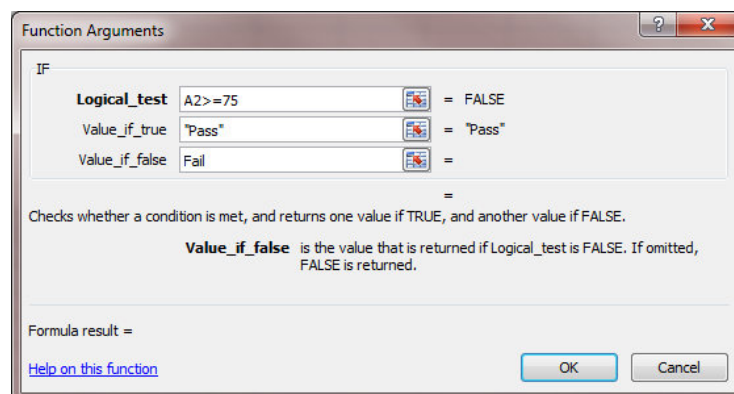 Function Arguments
? X
IF
Logical_test A2>=75 = FALSE
Value_if_true "Pass" = "Pass"
Value_if_false Fail =
=
Checks whether a condition is met, and returns one value if TRUE, and another value if FALSE.
Value_if_false is the value that is returned if Logical_test is FALSE. If omitted,
FALSE is returned.
Formula result =
Help on this function OK Cancel